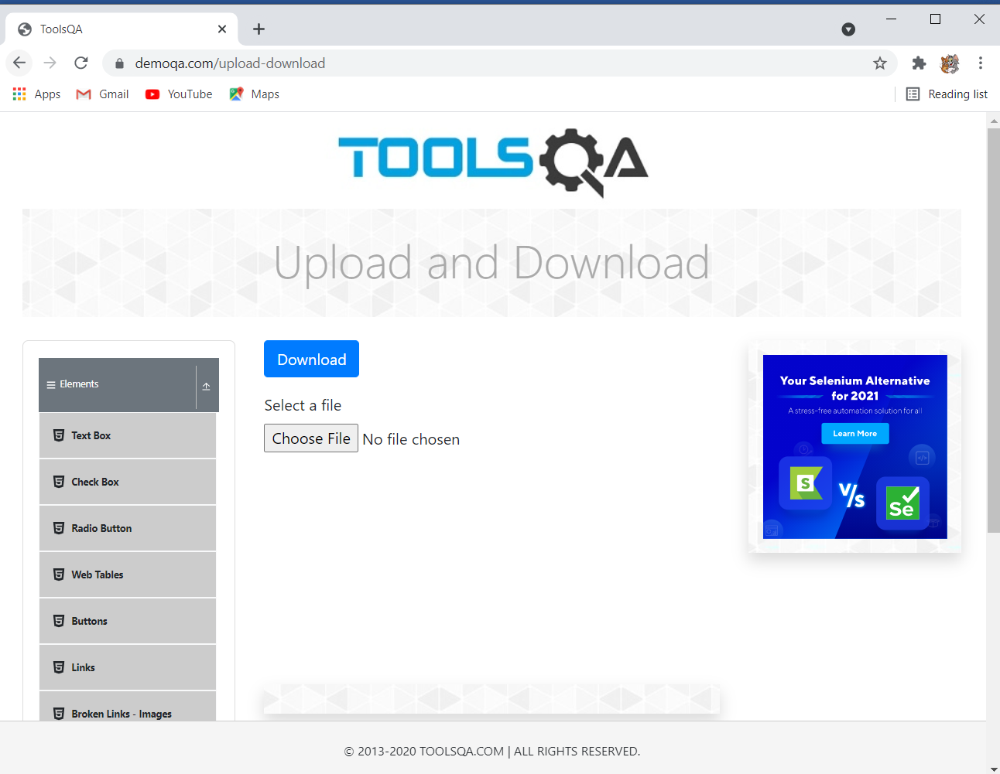 ToolsQA
demoqa.com/upload-download
Apps Gmail YouTube Maps Reading list
TOOLSQA
Upload and Download
Elements
Text Box
Check Box
Radio Button
Web Tables
Buttons
Links
Broken Links - Images
Download
Select a file
Choose File No file chosen
Your Selenium Alternative
for 2021
A stress-free automation solution for all
Learn More
S
V/s
Se
© 2013-2020 TOOLSQA.COM | ALL RIGHTS RESERVED.